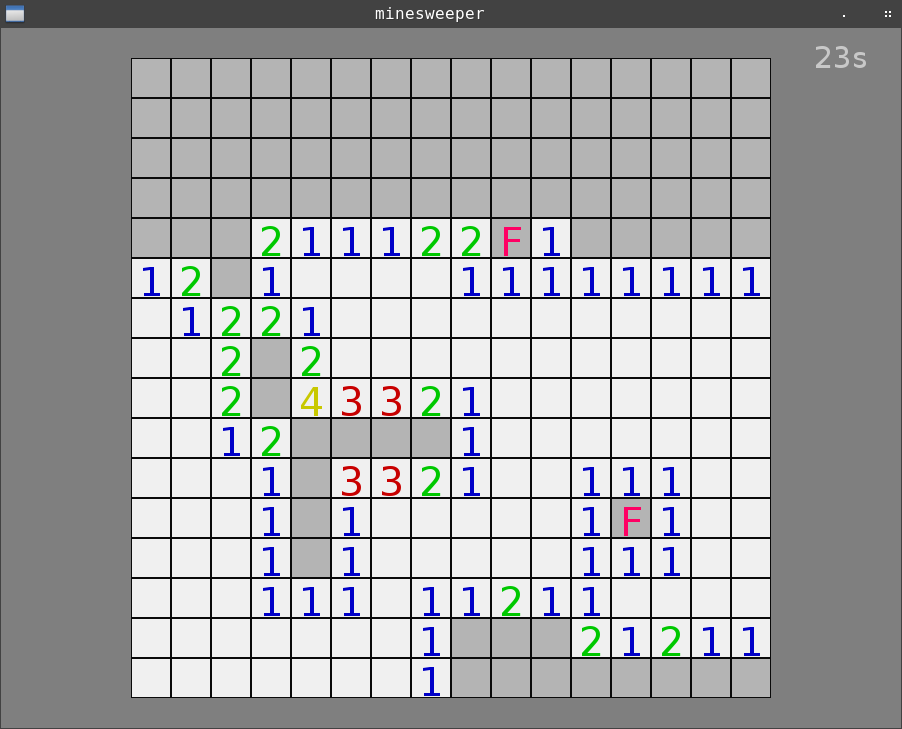 minesweeper
23s
2 1 1 1 2 2 F 1
1 2 1 1 1 1 1 1 1 1 1
1 2 2 1
2 2
2 4 3 3 2 1
1 2 1
1 3 3 2 1 1 1 1
1 1 1 F 1
1 1 1 1 1
1 1 1 1 1 2 1 1
1 2 1 2 1 1
1